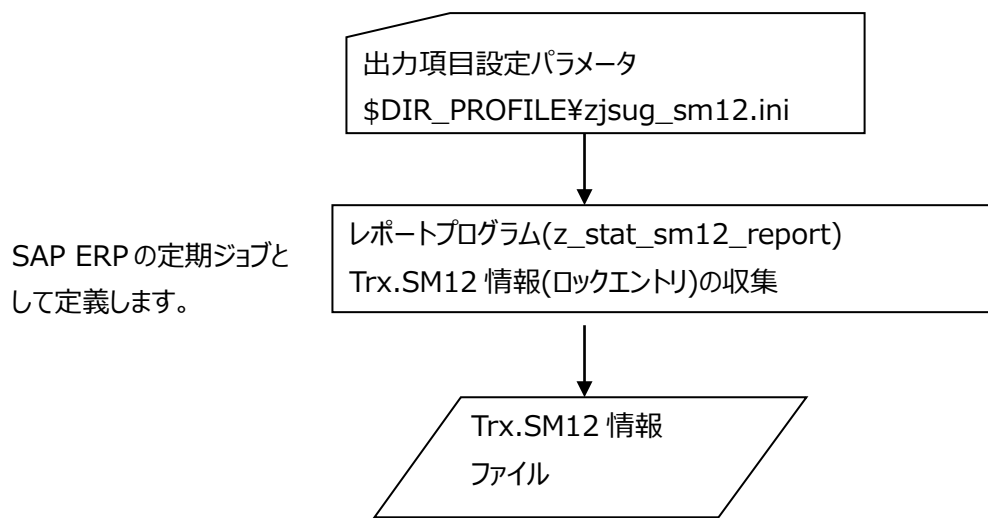 出力項目設定パラメータ
$DIR_PROFILE¥zjsug_sm12.ini
SAP ERP の定期ジョブと
して定義します。
レポートプログラム(z_stat_sm12_report)
Trx.SM12 情報(ロックエントリ)の収集
Trx.SM12 情報
ファイル